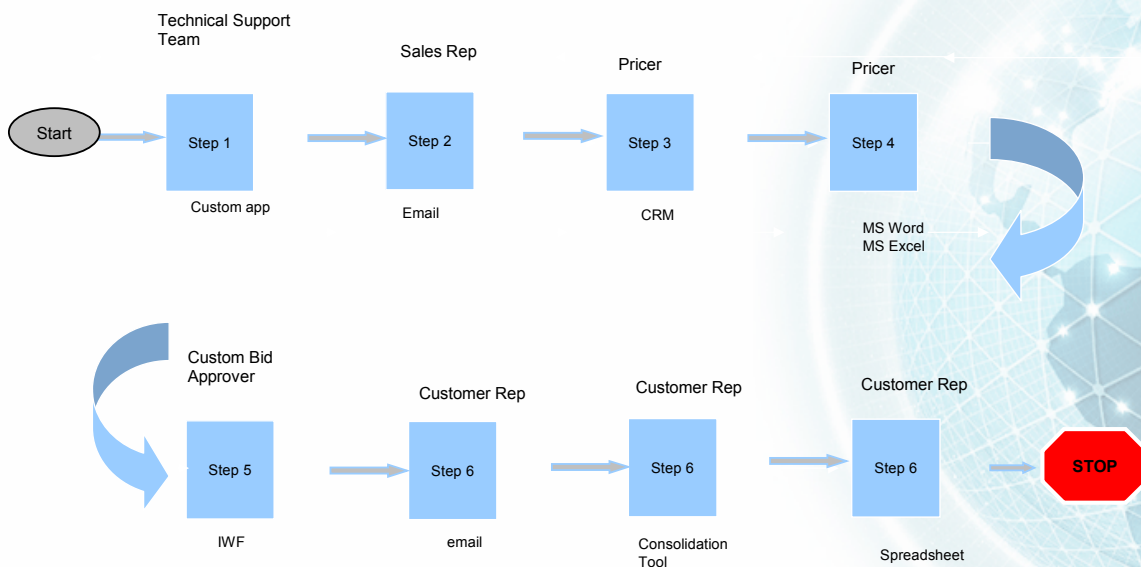 Technical Support
Team
Sales Rep
Pricer
Pricer
Start
Step 1
Step 2
Step 3
Step 4
Custom app
Email
CRM
MS Word
MS Excel
Custom Bid
Approver
Customer Rep
Customer Rep
Customer Rep
Step 5
Step 6
Step 6
Step 6
STOP
IWF
email
Consolidation
Tool
Spreadsheet